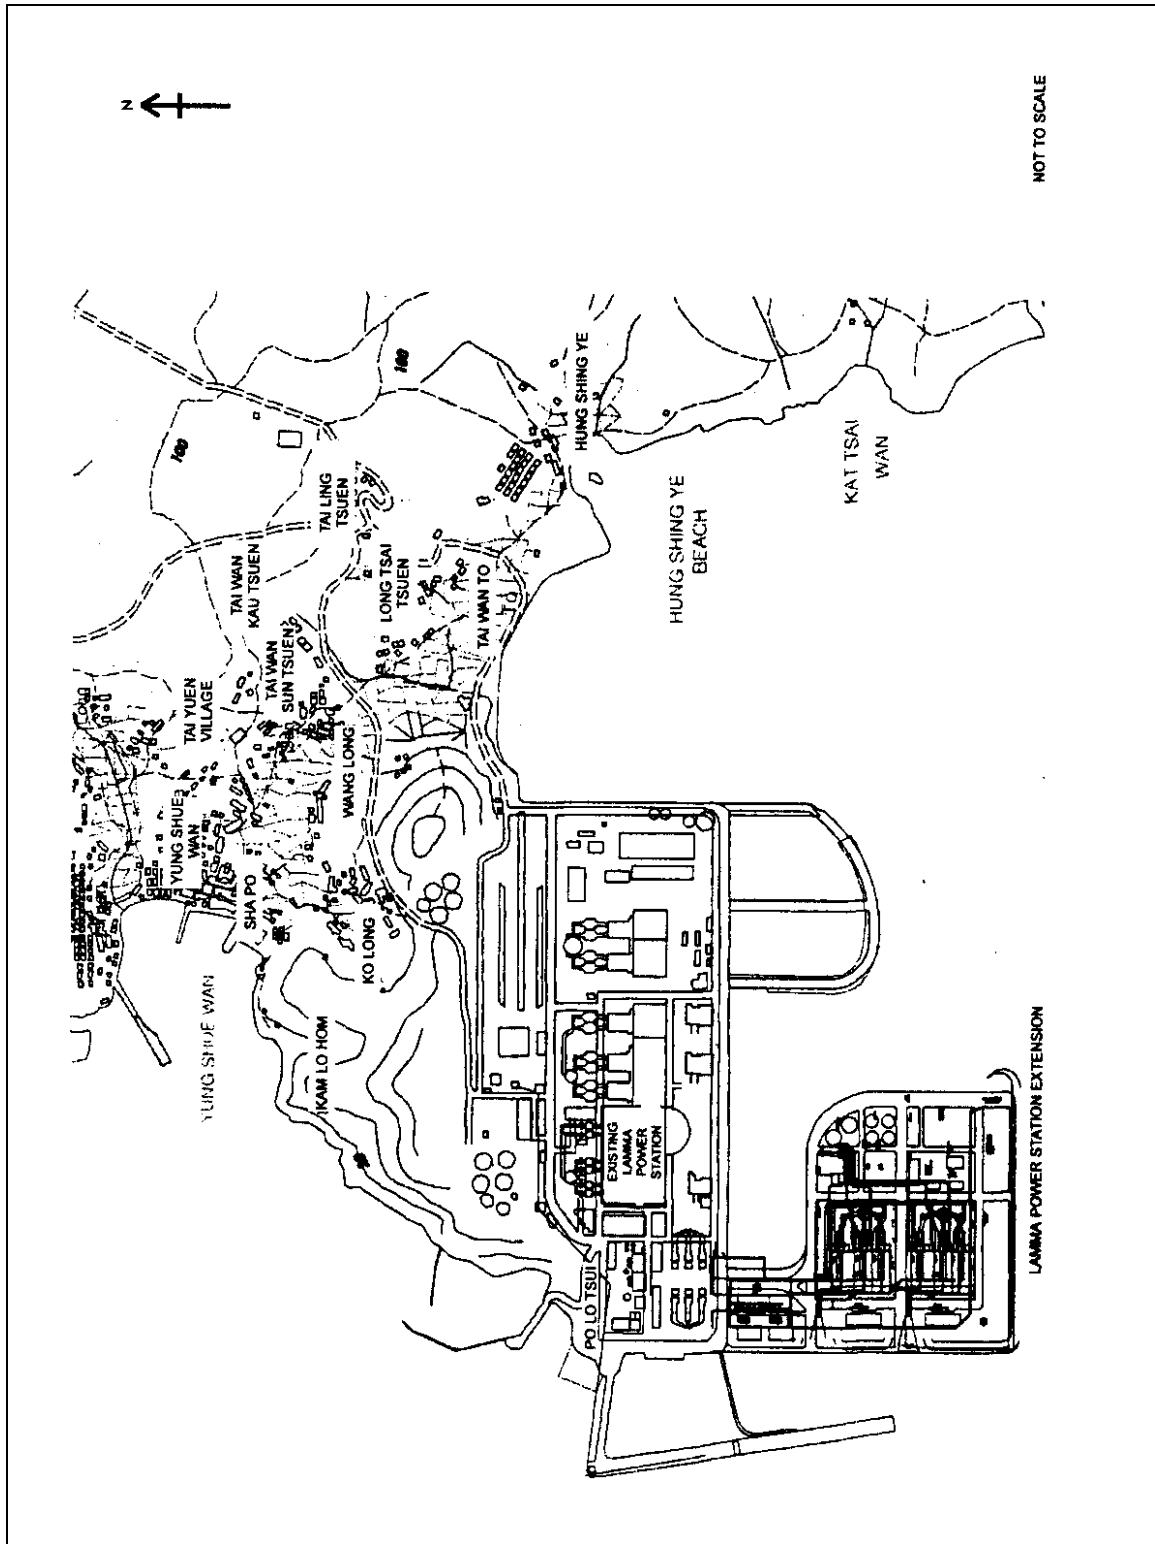 N
YUNG SHUE
WAN
TAI YUEN
VILLAGE
100
YUNG SHUE WAN
TAI WAN
KAU TSUEN
SHA PO
TAI WAN
SUN TSUEN
KAM LO HOM
TAI LING
TSUEN
WANG LONG
KO LONG
LONG TSAI
TSUEN
100
TAI WAN TO
TO
HUNG SHING YE
PO LO TSUI
EXISTING
LAMMA
POWER
STATION
HUNG SHING YE
BEACH
KAT TSAI
WAN
LAMMA POWER STATION EXTENSION
NOT TO SCALE